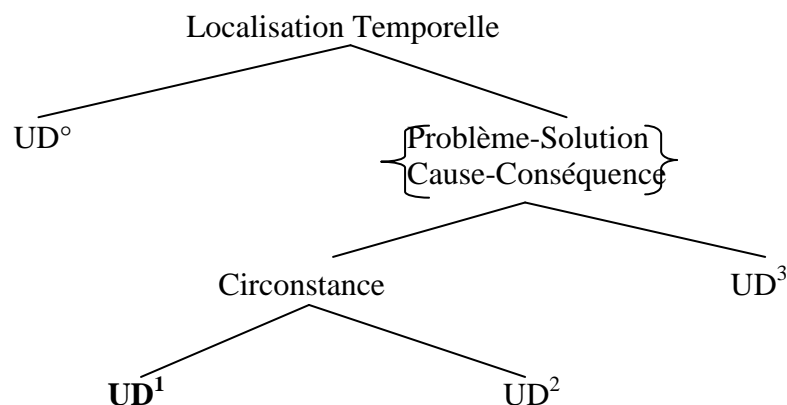 Localisation Temporelle
UD°
Problème-Solution
Cause-Conséquence
Circonstance
UD³
UD¹
UD²